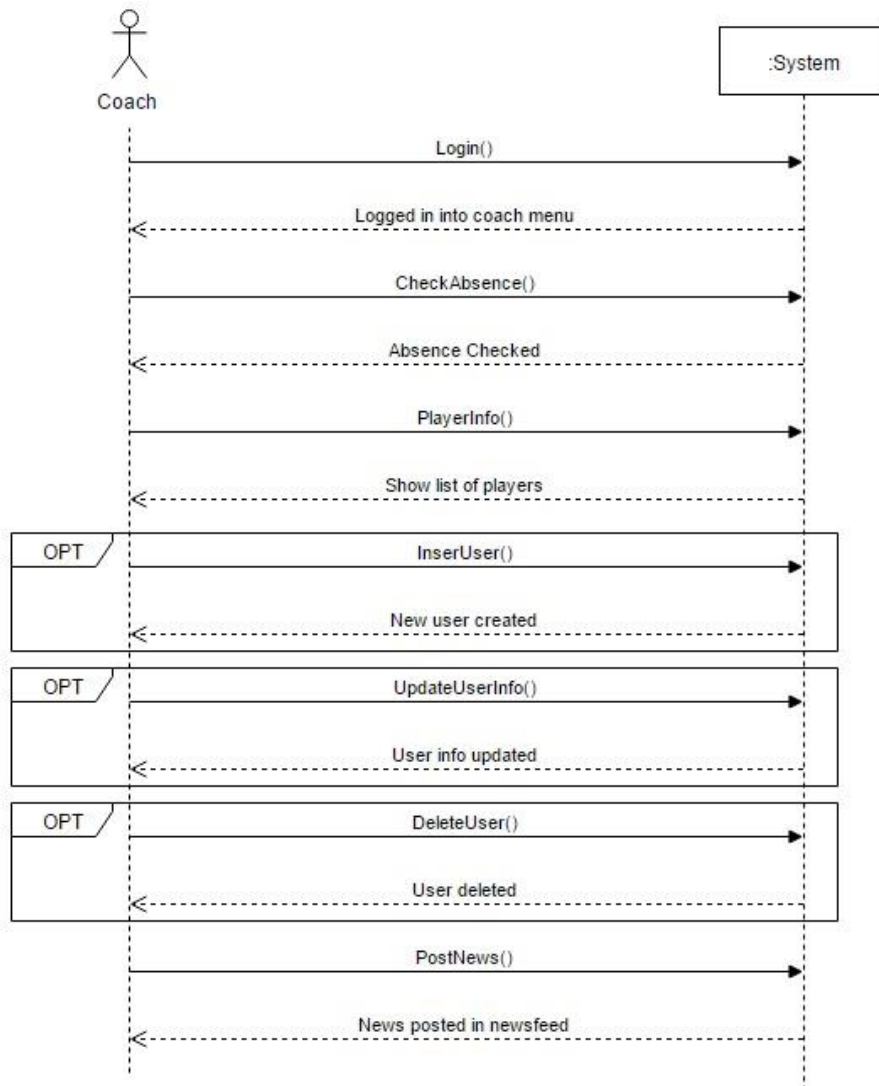 :System
Coach
Login()
Logged in into coach menu
CheckAbsence()
Absence Checked
PlayerInfo()
Show list of players
OPT
InserUser()
New user created
OPT
UpdateUserInfo()
User info updated
OPT
DeleteUser()
User deleted
PostNews()
News posted in newsfeed